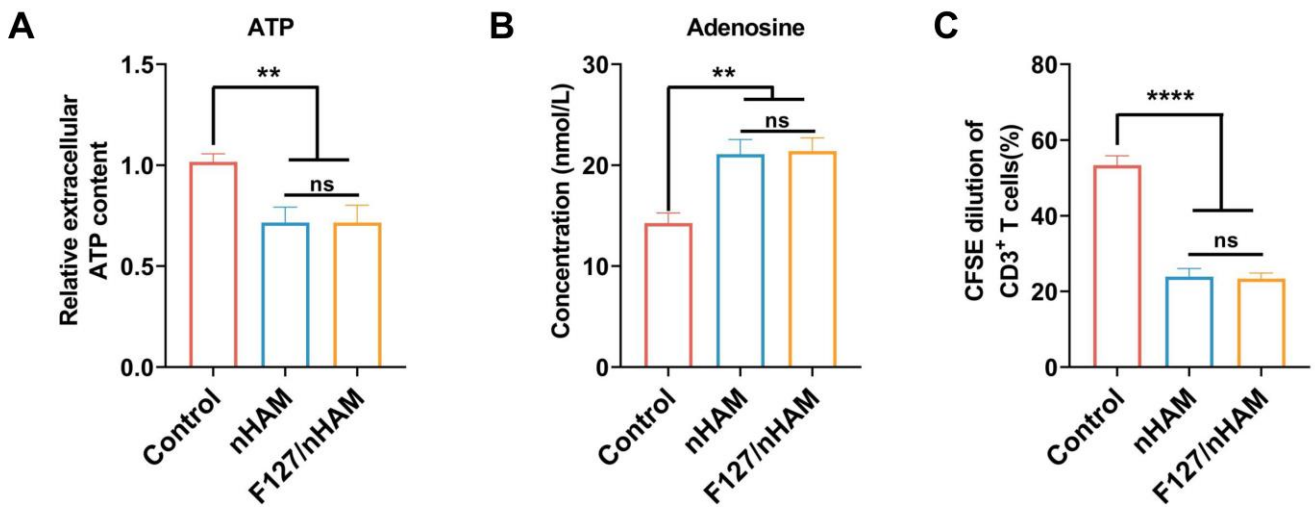 A
ATP
Relative extracellular
ATP content
1.5
1.0
0.5
0.0
**
ns
Control
nHAM
F127/nHAM
B
Adenosine
Concentration (nmol/L)
30
20
10
0
**
ns
Control
nHAM
F127/nHAM
C
CFSE dilution of
CD3⁺ T cells(%)
80
60
40
20
0
****
ns
Control
nHAM
F127/nHAM